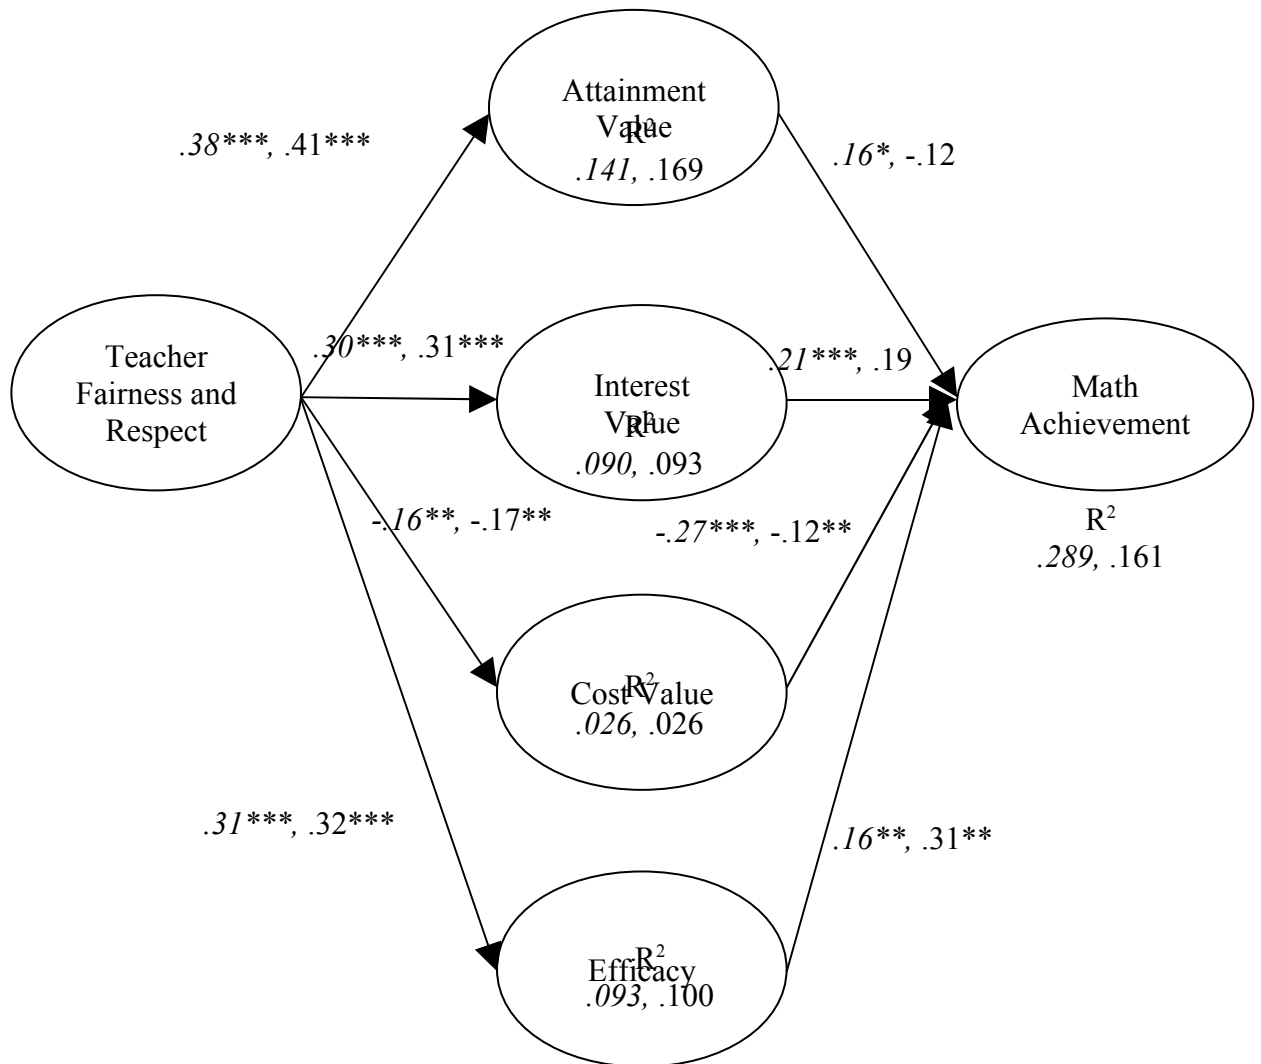 Attainment
Value
R²
.141, .169
.38***, .41***
.16*, -.12
Teacher
Fairness and
Respect
.30***, .31***
.21***, .19
Interest
Value
R²
.090, .093
Math
Achievement
R²
.289, .161
-.16**, -.17**
-.27***, -.12**
R²
Cost Value
.026, .026
.31***, .32***
.16**, .31**
R²
Efficacy
.093, .100